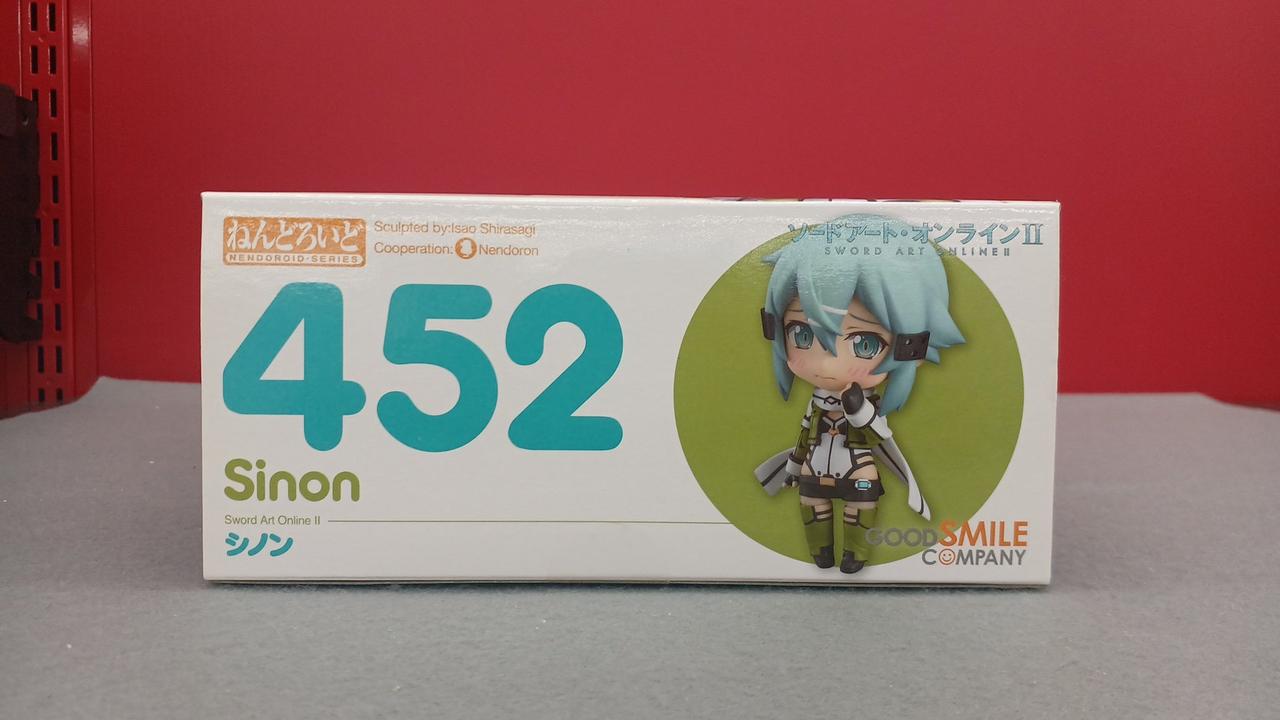 ねんどろいど
NENDOROID·SERIES
Sculpted by:Isao Shirasagi
Cooperation: Nendoron
452
Sinon
Sword Art Online II
シノン
ソードアート・オンラインII
SWORD ART ONLINE II
GOOD SMILE
COMPANY